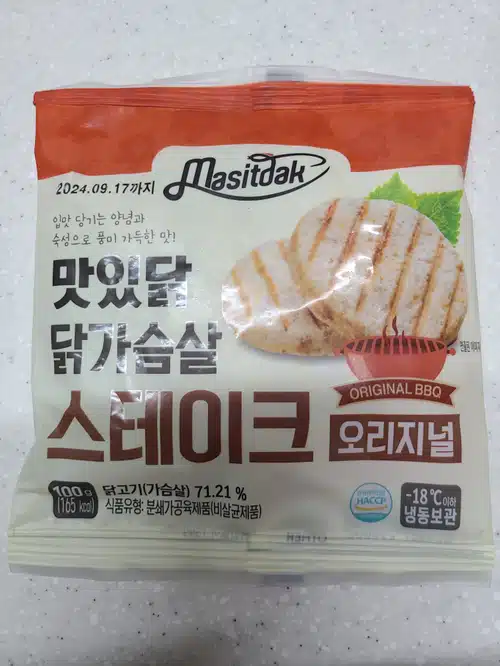 Masitdak
2024.09.17까지
입맛 당기는 양념과
숙성으로 풍미 가득한 맛!
맛있닭
닭가슴살
스테이크
ORIGINAL BBQ
오리지널
100g
(165 kcal)
닭고기(가슴살) 71.21 %
식품유형: 분쇄가공육제품(비살균제품)
HACCP
-18℃이하
냉동보관